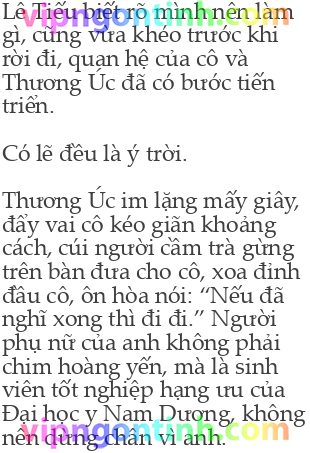 Lê Tiếu biết rõ mình nên làm
gì, cũng vừa khéo trước khi
rời đi, quan hệ của cô và
Thương Úc đã có bước tiến
triển.
Có lẽ đều là ý trời.
Thương Úc im lặng mấy giây,
đẩy vai cô kéo giãn khoảng
cách, cúi người cầm trà gừng
trên bàn đưa cho cô, xoa đỉnh
đầu cô, ôn hòa nói: “Nếu đã
nghĩ xong thì đi đi.” Người
phụ nữ của anh không phải
chim hoàng yến, mà là sinh
viên tốt nghiệp hạng ưu của
Đại học y Nam Dương, không
nên dừng chân vì anh.
vipngontinh.com
vipngontinh.com